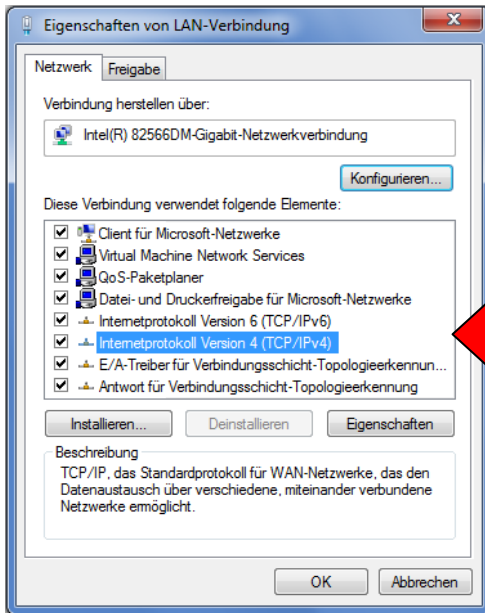 Eigenschaften von LAN-Verbindung
Netzwerk Freigabe
Verbindung herstellen über:
Intel(R) 82566DM-Gigabit-Netzwerkverbindung
Konfigurieren...
Diese Verbindung verwendet folgende Elemente:
Client für Microsoft-Netzwerke
Virtual Machine Network Services
QoS-Paketplaner
Datei- und Druckerfreigabe für Microsoft-Netzwerke
Internetprotokoll Version 6 (TCP/IPv6)
Internetprotokoll Version 4 (TCP/IPv4)
E/A-Treiber für Verbindungsschicht-Topologieerkennun...
Antwort für Verbindungsschicht-Topologieerkennung
Installieren... Deinstallieren Eigenschaften
Beschreibung
TCP/IP, das Standardprotokoll für WAN-Netzwerke, das den
Datenaustausch über verschiedene, miteinander verbundene
Netzwerke ermöglicht.
OK Abbrechen